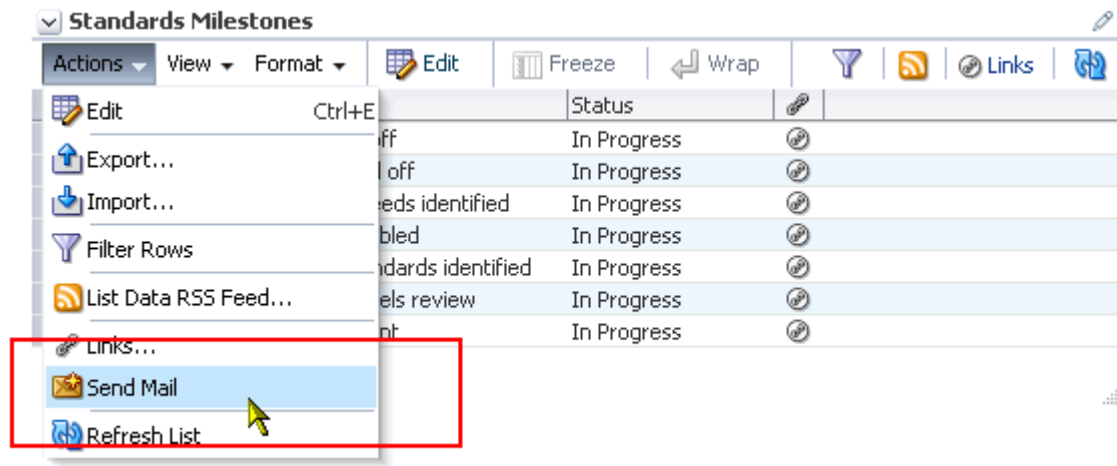 Standards Milestones
Actions View Format Edit Freeze Wrap Links
Edit Ctrl+E
Status
off In Progress
Export...
l off In Progress
Import...
eeds identified In Progress
bled In Progress
Filter Rows
ndards identified In Progress
List Data RSS Feed...
els review In Progress
nt In Progress
Links...
Send Mail
Refresh List